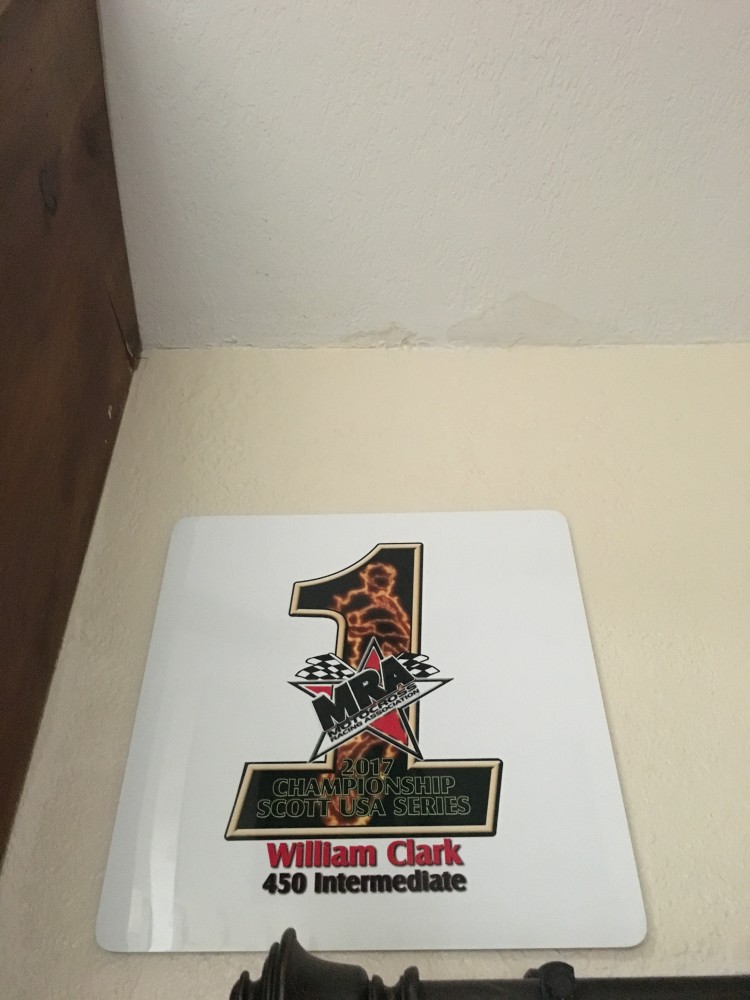 1
MRA
MOTOCROSS
RACING ASSOCIATION
2017
CHAMPIONSHIP
SCOTT USA SERIES
William Clark
450 Intermediate